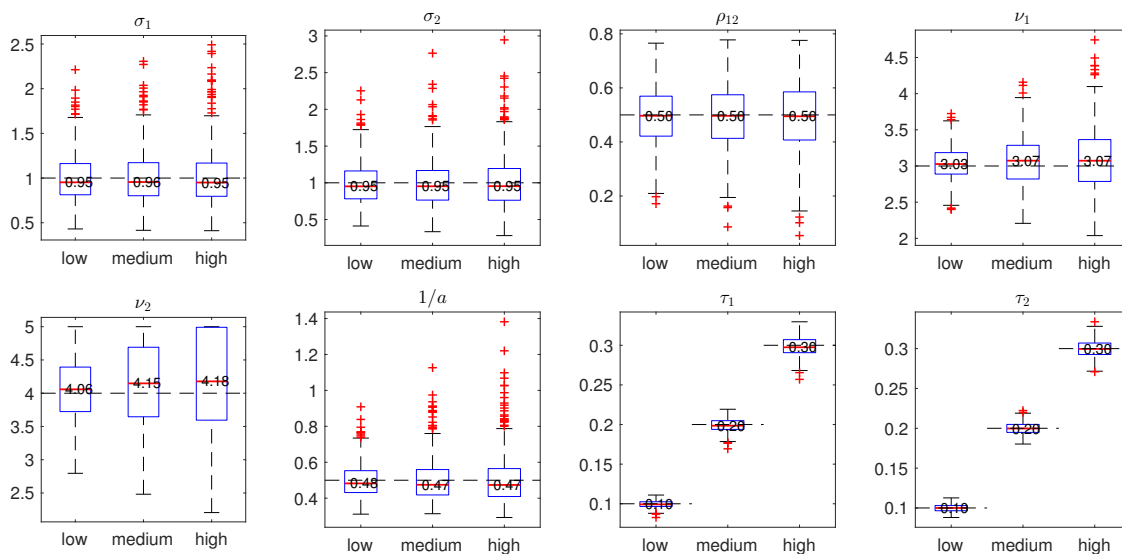 σ₁ σ₂ ρ₁₂ ν₁
2.5
2
1.5
1
0.5
0.95 0.96 0.95
low medium high
3
2.5
2
1.5
1
0.5
0.95 0.95 0.95
low medium high
0.8
0.6
0.4
0.2
0.50 0.50 0.50
low medium high
4.5
4
3.5
3
2.5
2
3.03 3.07 3.07
low medium high
ν₂ 1/a τ₁ τ₂
5
4.5
4
3.5
3
2.5
4.06 4.15 4.18
low medium high
1.4
1.2
1
0.8
0.6
0.4
0.48 0.47 0.47
low medium high
0.3
0.25
0.2
0.15
0.1
0.10 0.20 0.30
low medium high
0.3
0.2
0.1
0.10 0.20 0.30
low medium high